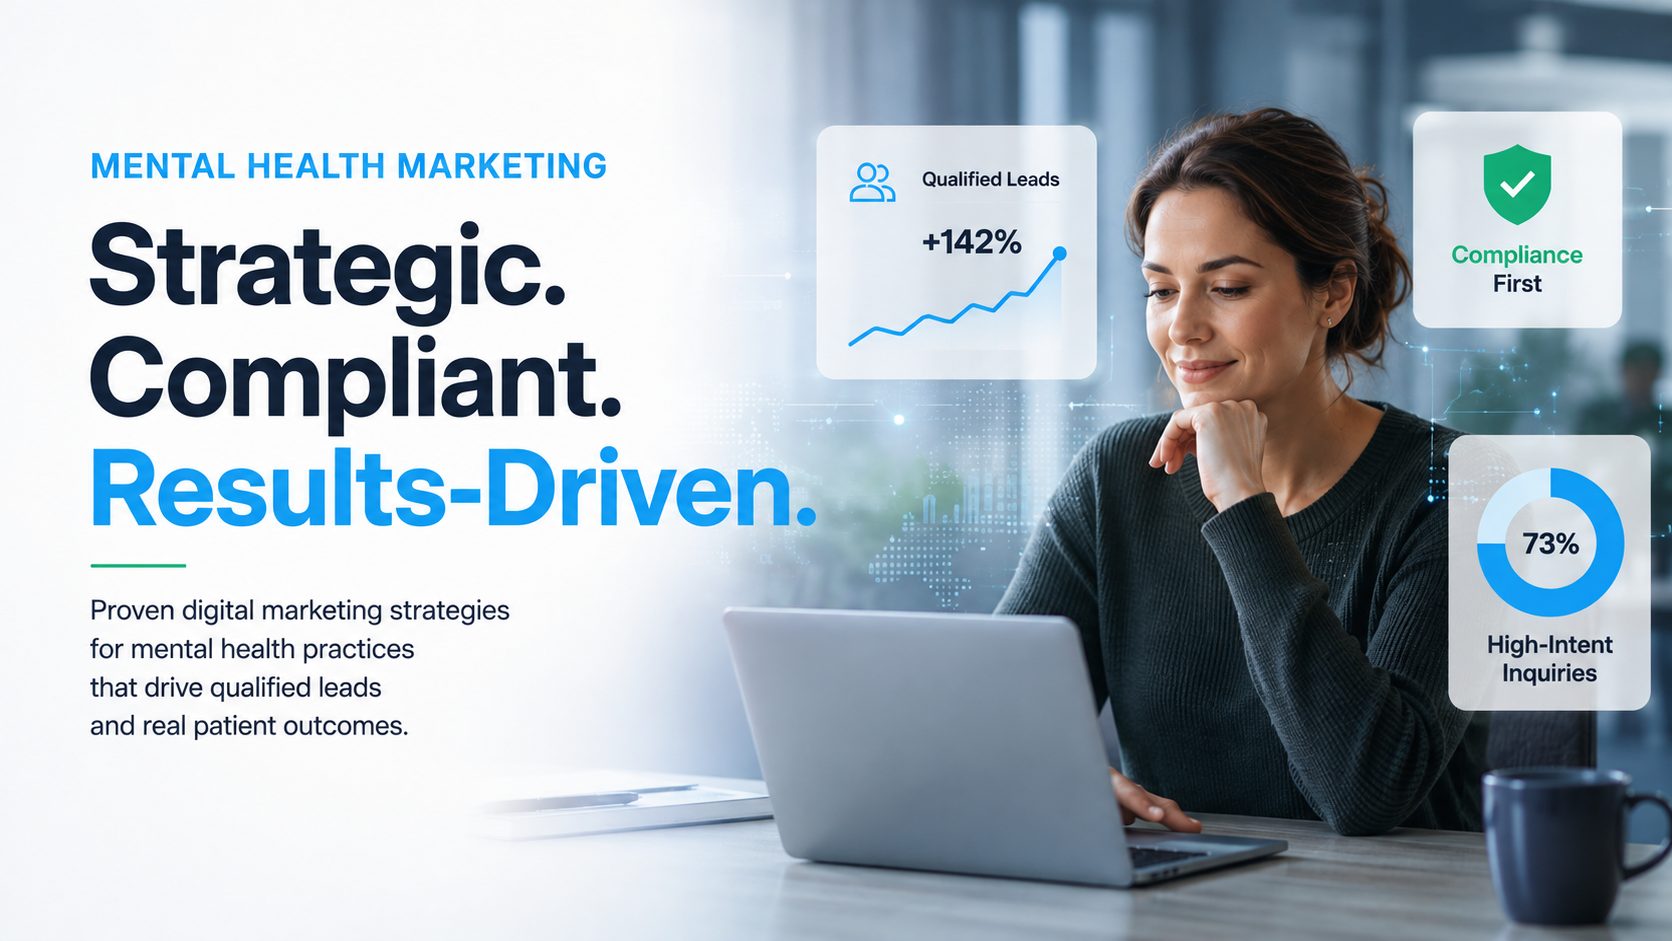 MENTAL HEALTH MARKETING
Strategic.
Compliant.
Results-Driven.
Proven digital marketing strategies
for mental health practices
that drive qualified leads
and real patient outcomes.
Qualified Leads
+142%
Compliance
First
73%
High-Intent
Inquiries